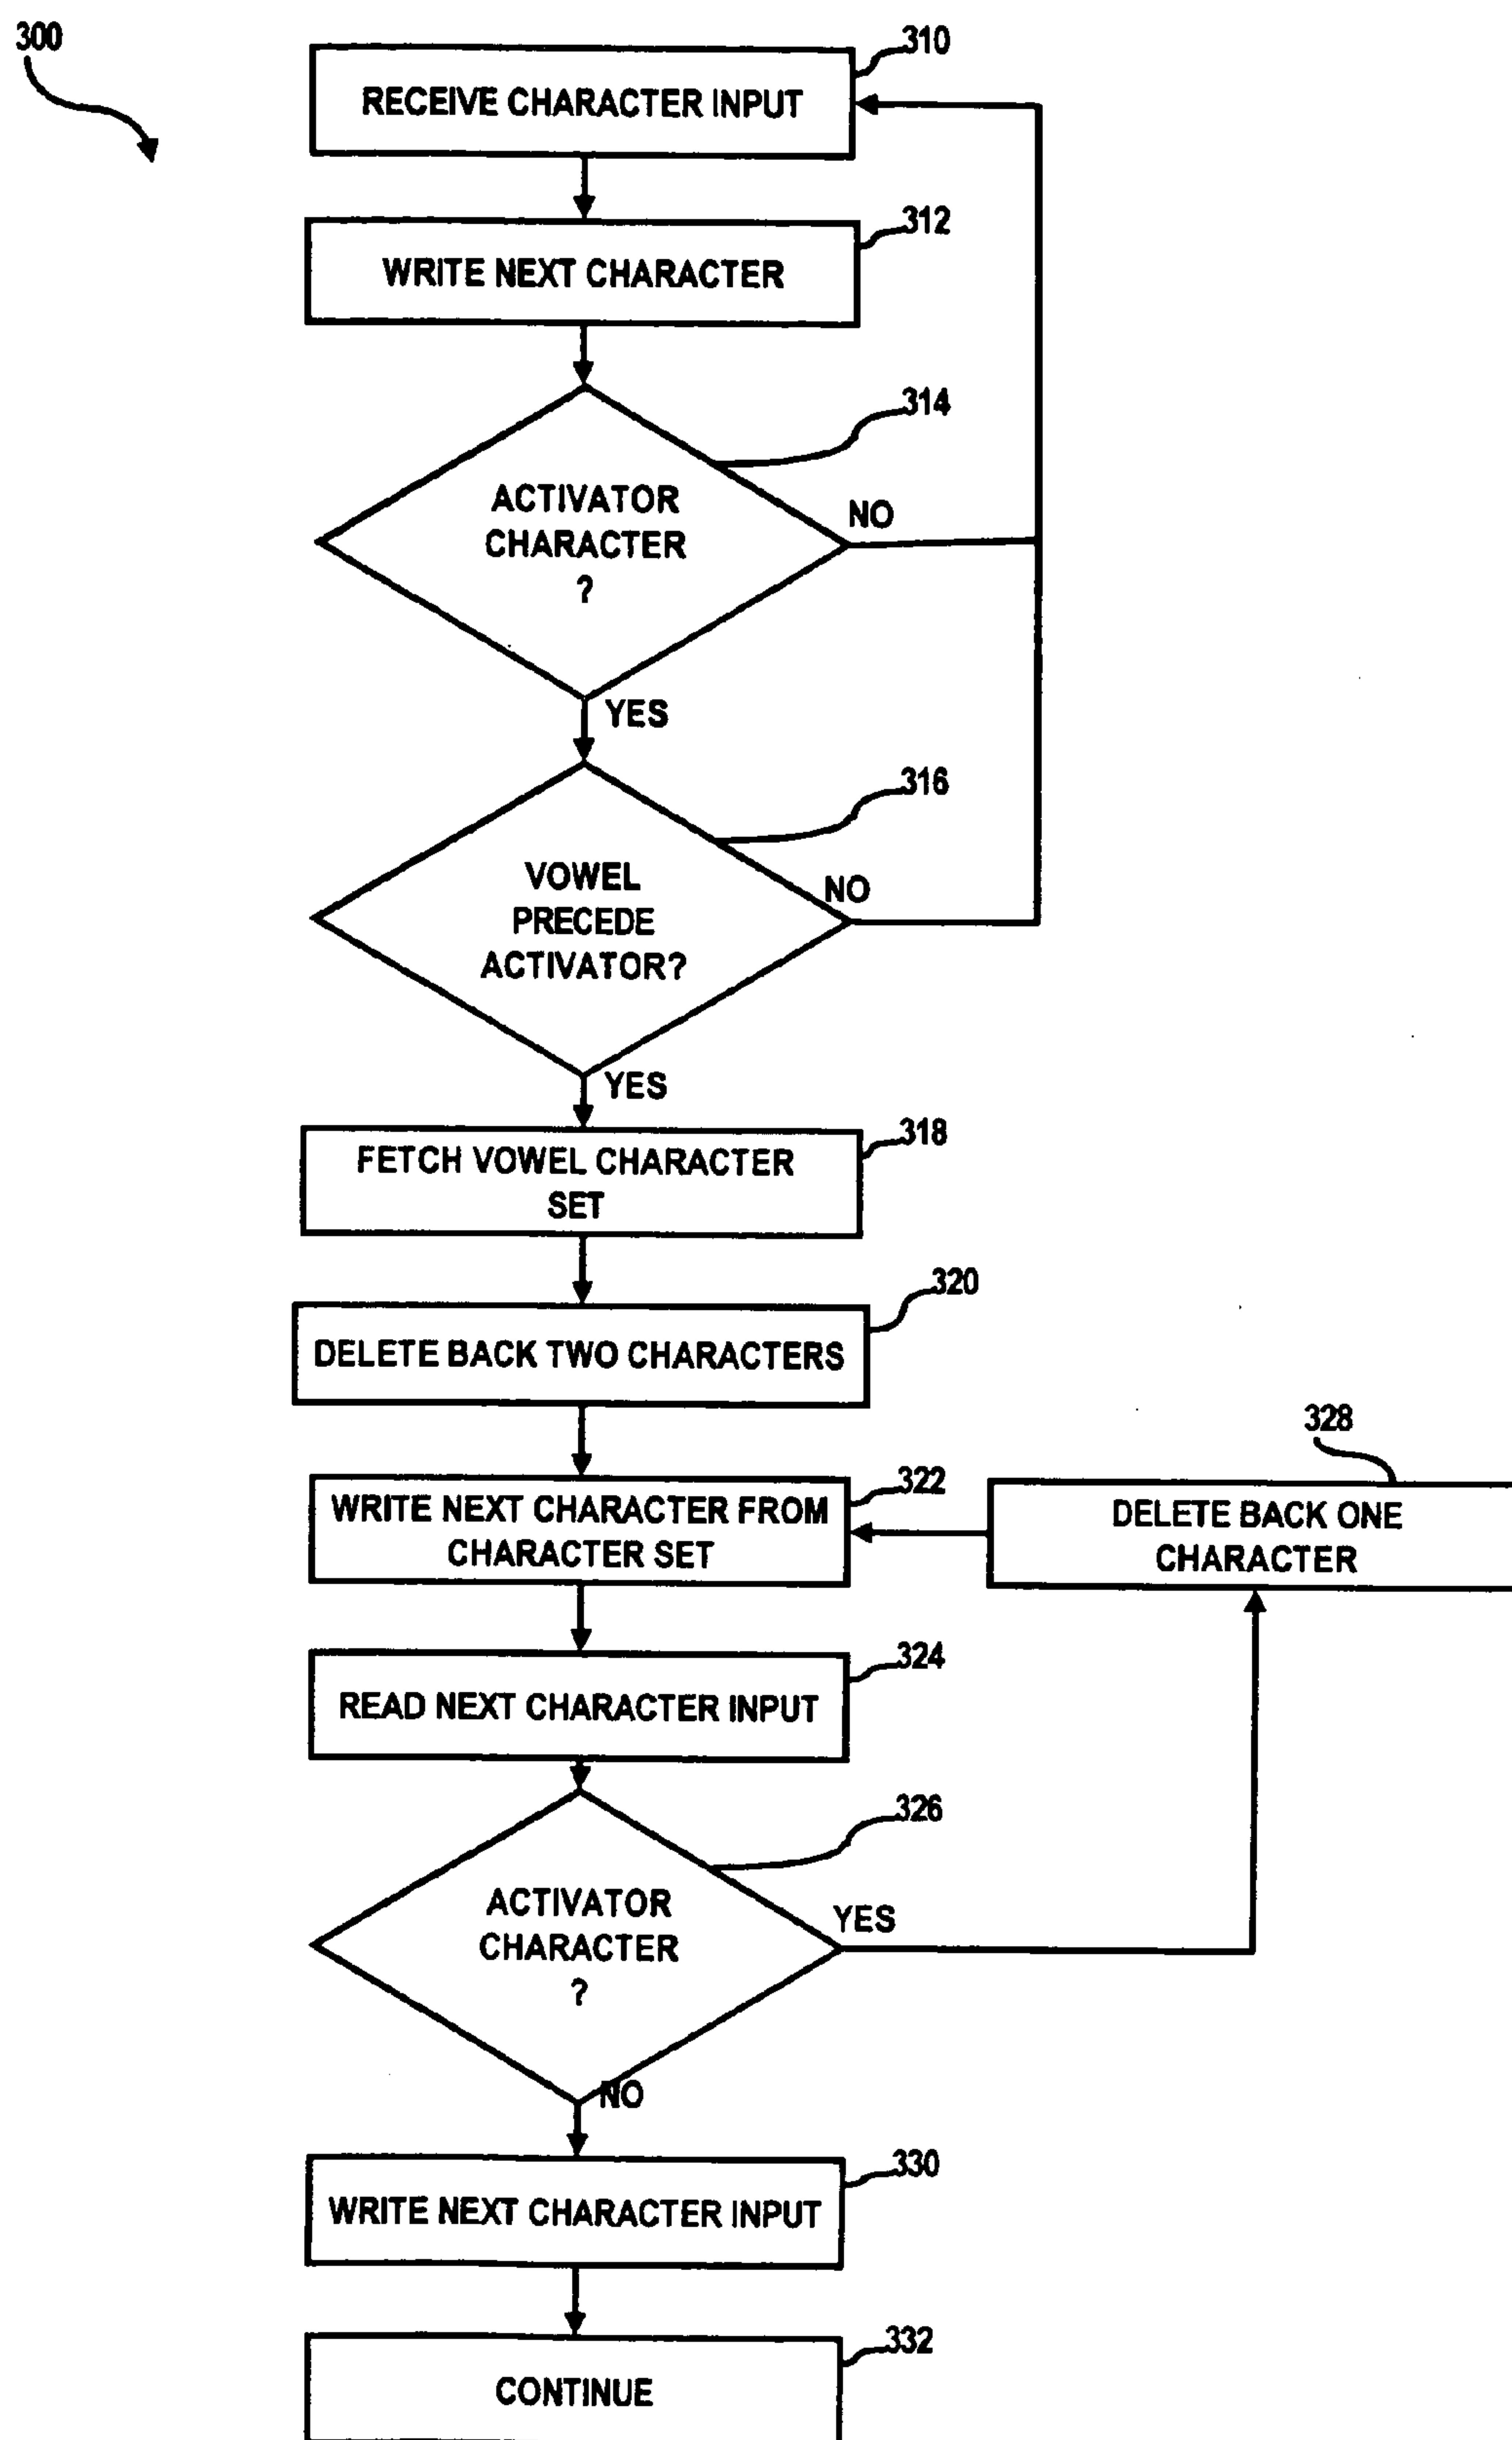 300
310
RECEIVE CHARACTER INPUT
312
WRITE NEXT CHARACTER
314
ACTIVATOR
CHARACTER
?
NO
YES
316
VOWEL
PRECEDE
ACTIVATOR?
NO
YES
318
FETCH VOWEL CHARACTER
SET
320
DELETE BACK TWO CHARACTERS
322
WRITE NEXT CHARACTER FROM
CHARACTER SET
328
DELETE BACK ONE
CHARACTER
324
READ NEXT CHARACTER INPUT
326
ACTIVATOR
CHARACTER
?
YES
NO
330
WRITE NEXT CHARACTER INPUT
332
CONTINUE